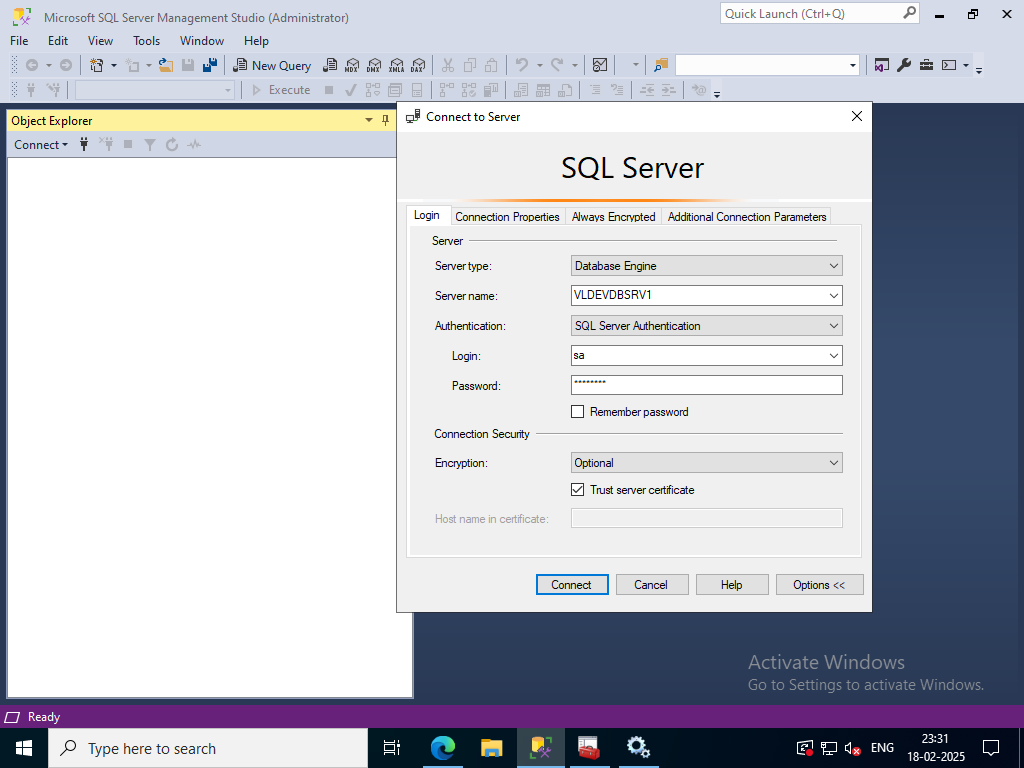 Microsoft SQL Server Management Studio (Administrator)
Quick Launch (Ctrl+Q)
File Edit View Tools Window Help
New Query
MDX DMX XMLA DAX
Execute
Object Explorer
Connect
Connect to Server
SQL Server
Login Connection Properties Always Encrypted Additional Connection Parameters
Server
Server type: Database Engine
Server name: VLDEVDBSRV1
Authentication: SQL Server Authentication
Login: sa
Password: ********
Remember password
Connection Security
Encryption: Optional
Trust server certificate
Host name in certificate:
Connect Cancel Help Options <<
Activate Windows
Go to Settings to activate Windows.
Ready
Type here to search
ENG
23:31
18-02-2025